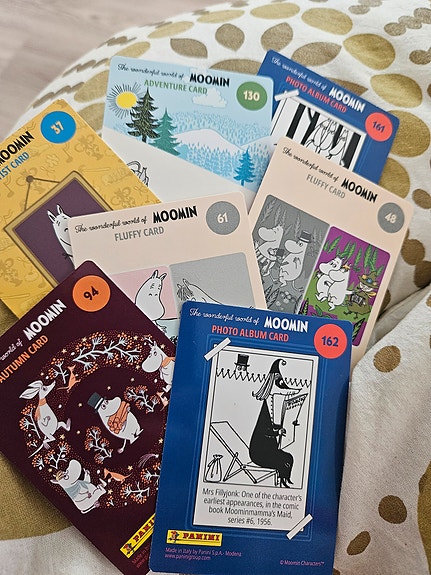 The wonderful world of MOOMIN
ADVENTURE CARD
130
The wonderful world of MOOMIN
PHOTO ALBUM CARD
161
MOOMIN
37
The wonderful world of MOOMIN
FLUFFY CARD
48
The wonderful world of MOOMIN
FLUFFY CARD
61
world of MOOMIN
AUTUMN CARD
94
PANINI
The wonderful world of MOOMIN
PHOTO ALBUM CARD
162
Mrs Fillyjonk: One of the character's
earliest appearances, in the comic
book Moominmamma's Maid,
series #6, 1956.
PANINI
Made in Italy by Panini S.p.A. - Modena
www.paninigroup.com
© Moomin Characters™